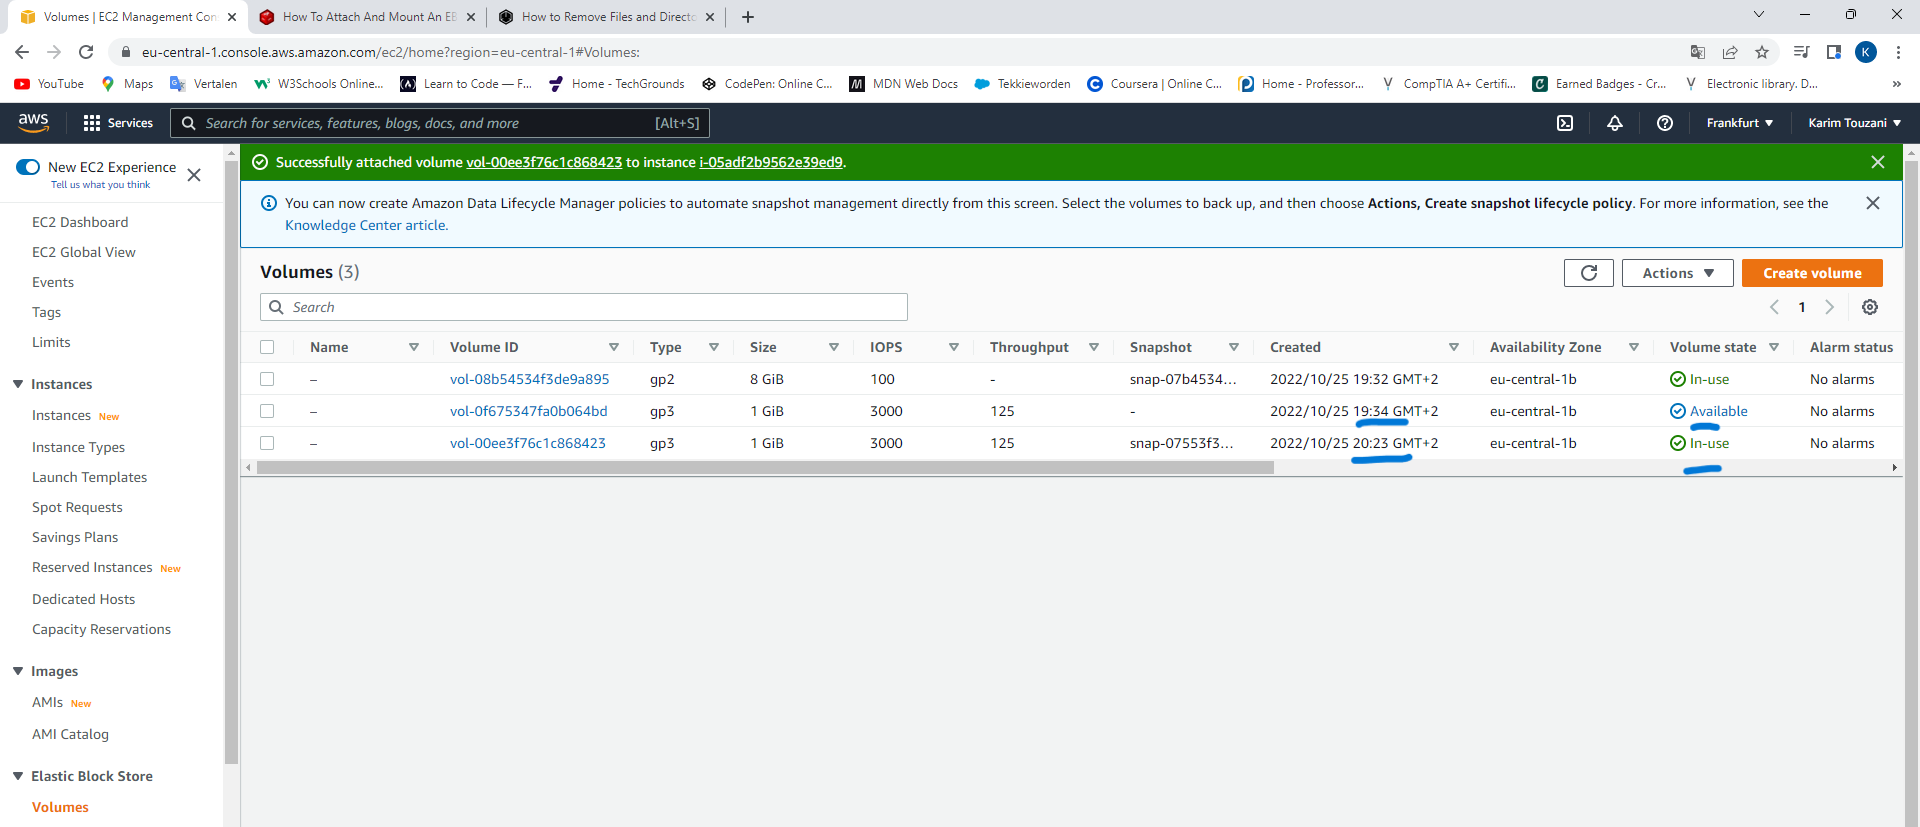 Volumes | EC2 Management Con
How To Attach And Mount An EB
How to Remove Files and Directo
eu-central-1.console.aws.amazon.com/ec2/home?region=eu-central-1#Volumes:
K
YouTube
Maps
Vertalen
W3Schools Online...
Learn to Code — F...
Home - TechGrounds
CodePen: Online C...
MDN Web Docs
Tekkieworden
Coursera | Online C...
Home - Professor...
CompTIA A+ Certifi...
Earned Badges - Cr...
Electronic library. D...
»
aws
Services
Search for services, features, blogs, docs, and more
[Alt+S]
Frankfurt
Karim Touzani
New EC2 Experience
Tell us what you think
EC2 Dashboard
EC2 Global View
Events
Tags
Limits
Instances
Instances New
Instance Types
Launch Templates
Spot Requests
Savings Plans
Reserved Instances New
Dedicated Hosts
Capacity Reservations
Images
AMIs New
AMI Catalog
Elastic Block Store
Volumes
Successfully attached volume vol-00ee3f76c1c868423 to instance i-05adf2b9562e39ed9.
You can now create Amazon Data Lifecycle Manager policies to automate snapshot management directly from this screen. Select the volumes to back up, and then choose Actions, Create snapshot lifecycle policy. For more information, see the
Knowledge Center article.
Volumes (3)
Actions
Create volume
Search
1
Name Volume ID Type Size IOPS Throughput Snapshot Created Availability Zone Volume state Alarm status
– vol-08b54534f3de9a895 gp2 8 GiB 100 - snap-07b4534... 2022/10/25 19:32 GMT+2 eu-central-1b In-use No alarms
– vol-0f675347fa0b064bd gp3 1 GiB 3000 125 - 2022/10/25 19:34 GMT+2 eu-central-1b Available No alarms
– vol-00ee3f76c1c868423 gp3 1 GiB 3000 125 snap-07553f3... 2022/10/25 20:23 GMT+2 eu-central-1b In-use No alarms